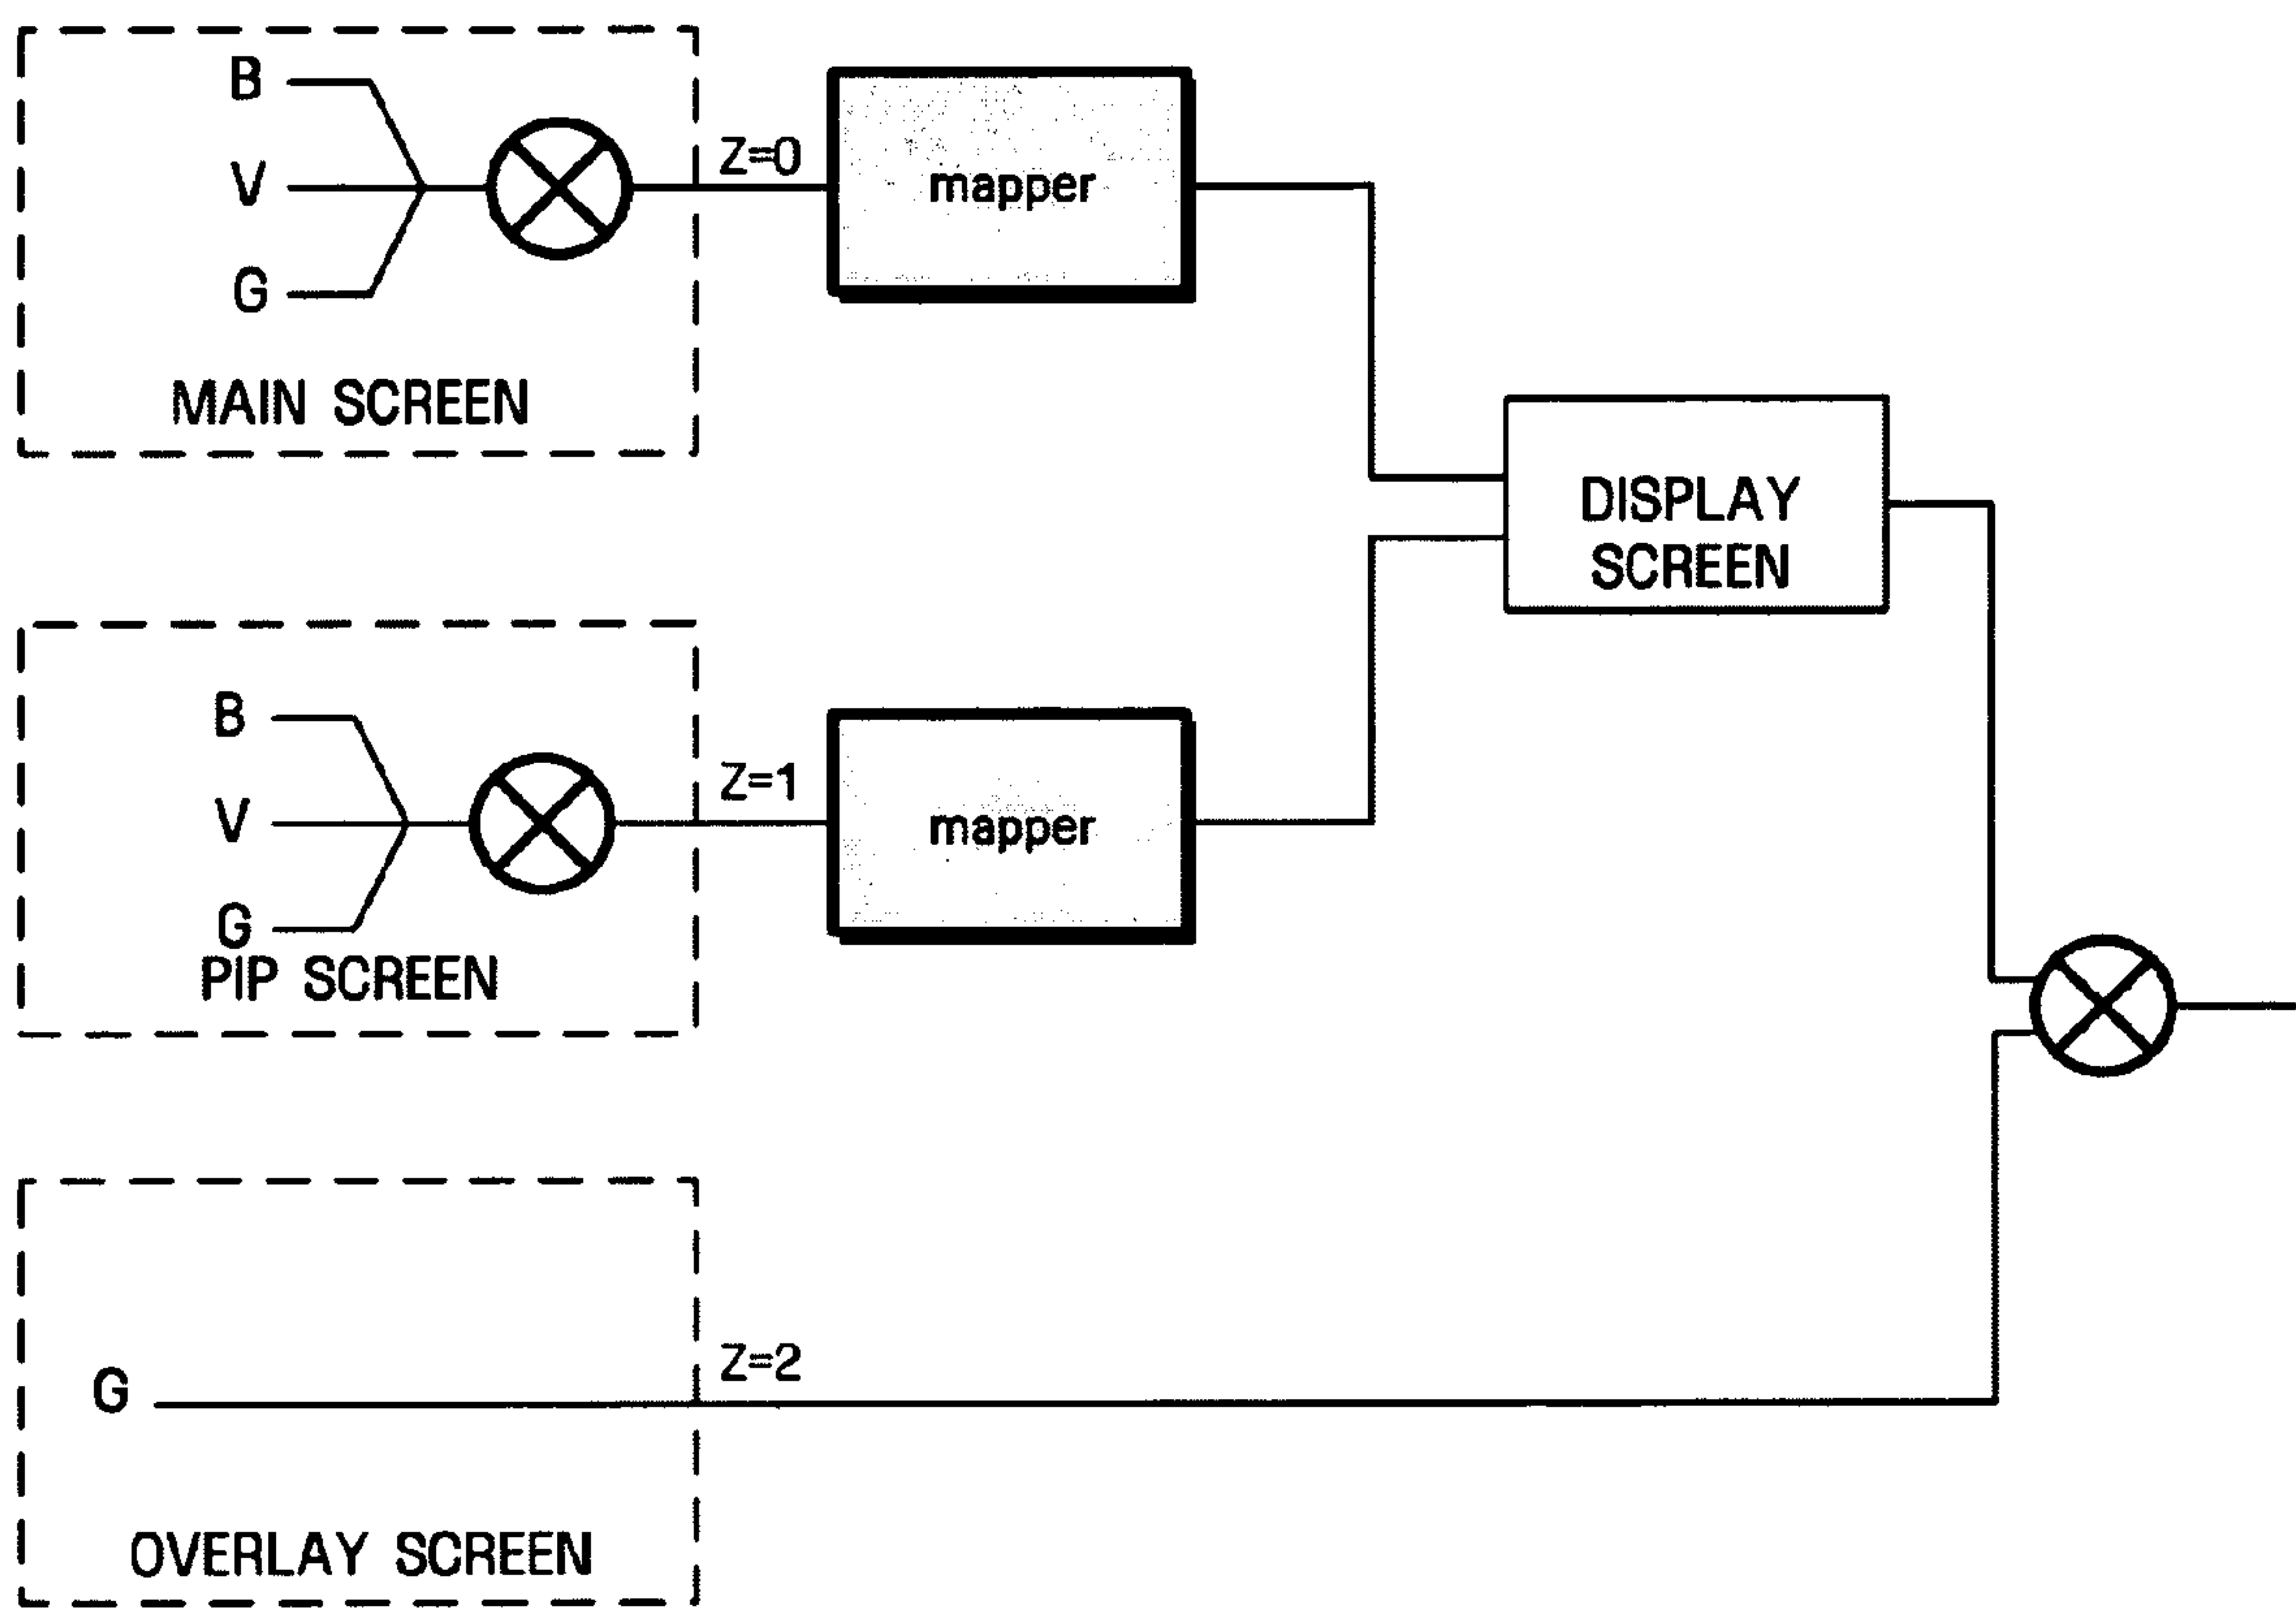 B
V
G
MAIN SCREEN
Z=0
mapper
DISPLAY
SCREEN
B
V
G
PIP SCREEN
Z=1
mapper
G
Z=2
OVERLAY SCREEN